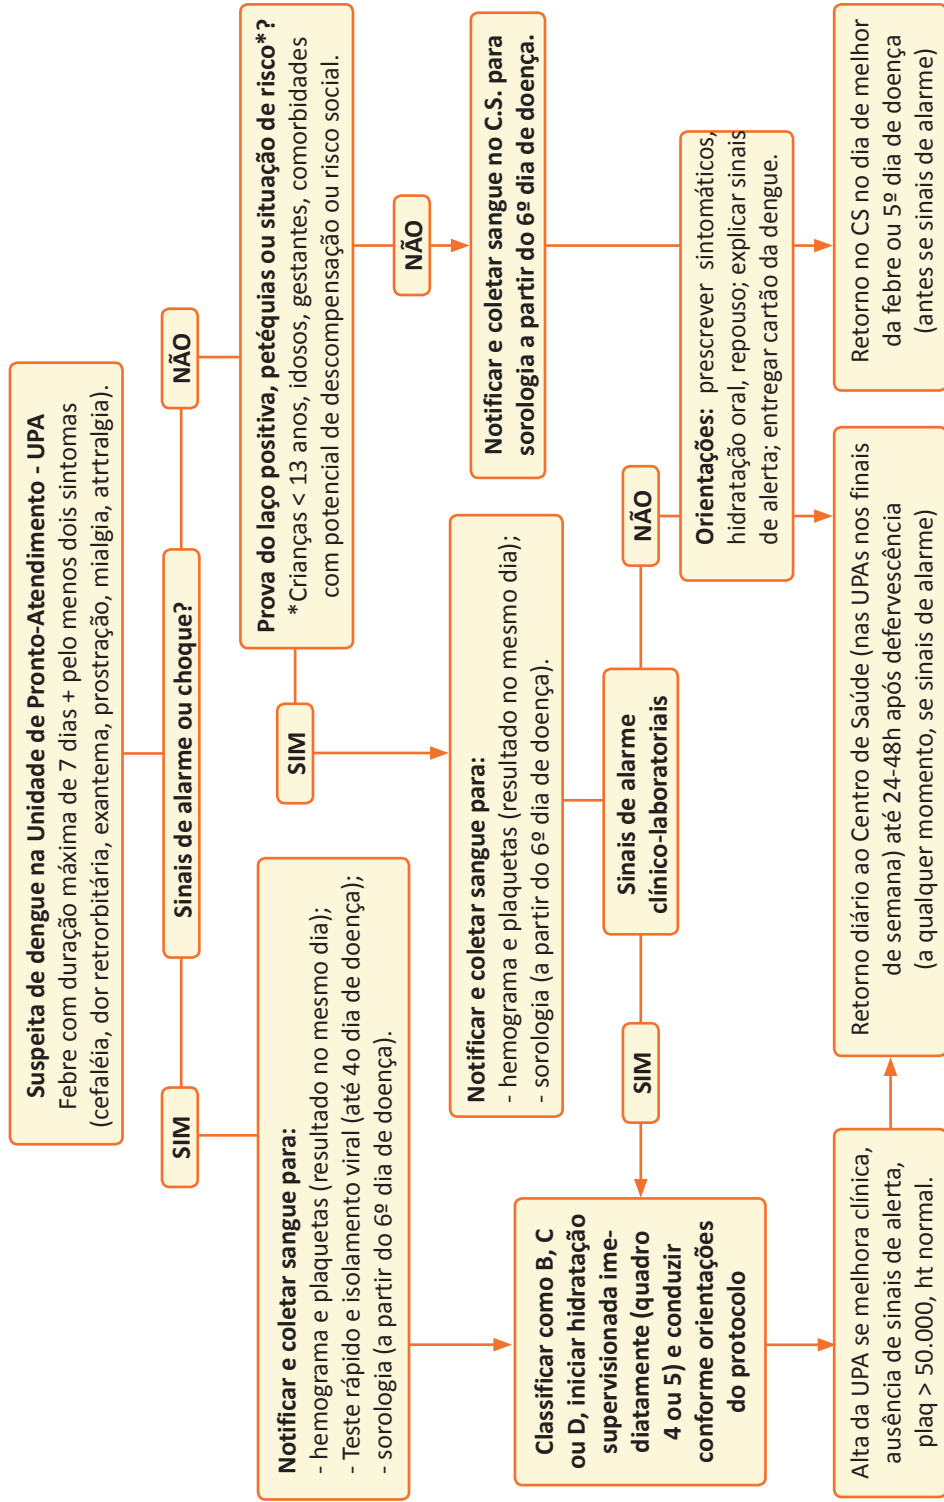 Suspeita de dengue na Unidade de Pronto-Atendimento - UPA
Febre com duração máxima de 7 dias + pelo menos dois sintomas
(cefaléia, dor retrorbitária, exantema, prostração, mialgia, atrtralgia).
Sinais de alarme ou choque?
SIM
NÃO
Notificar e coletar sangue para:
- hemograma e plaquetas (resultado no mesmo dia);
- Teste rápido e isolamento viral (até 4o dia de doença);
- sorologia (a partir do 6º dia de doença).
Prova do laço positiva, petéquias ou situação de risco*?
*Crianças < 13 anos, idosos, gestantes, comorbidades
com potencial de descompensação ou risco social.
SIM
NÃO
Notificar e coletar sangue para:
- hemograma e plaquetas (resultado no mesmo dia);
- sorologia (a partir do 6º dia de doença).
Notificar e coletar sangue no C.S. para
sorologia a partir do 6º dia de doença.
Sinais de alarme
clínico-laboratoriais
SIM
NÃO
Classificar como B, C
ou D, iniciar hidratação
supervisionada ime-
diatamente (quadro
4 ou 5) e conduzir
conforme orientações
do protocolo
Orientações: prescrever sintomáticos,
hidratação oral, repouso; explicar sinais
de alerta; entregar cartão da dengue.
Alta da UPA se melhora clínica,
ausência de sinais de alerta,
plaq > 50.000, ht normal.
Retorno diário ao Centro de Saúde (nas UPAs nos finais
de semana) até 24-48h após defervescência
(a qualquer momento, se sinais de alarme)
Retorno no CS no dia de melhor
da febre ou 5º dia de doença
(antes se sinais de alarme)